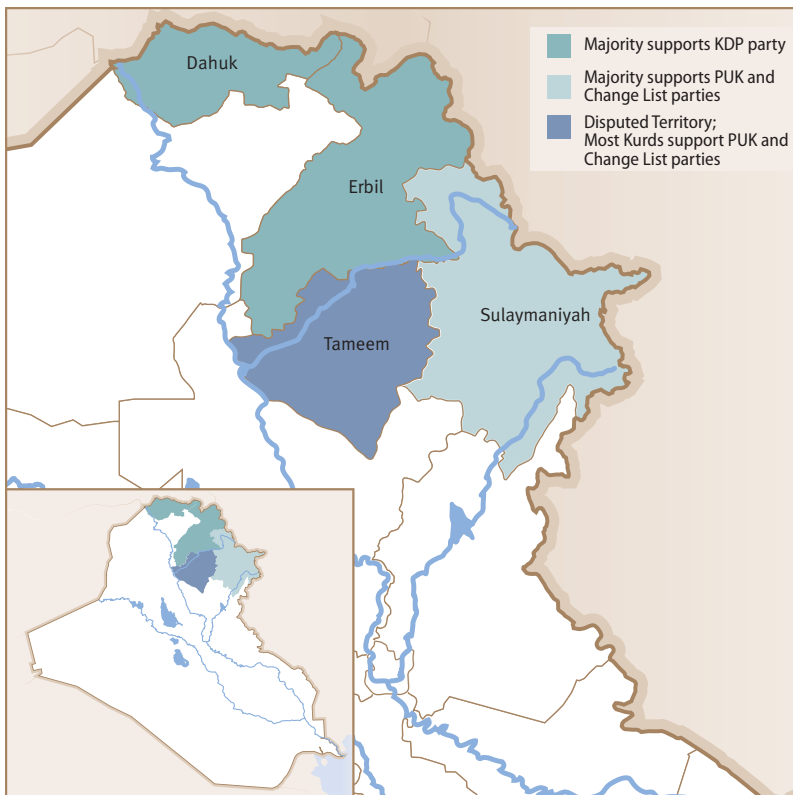 Dahuk
Majority supports KDP party
Majority supports PUK and
Change List parties
Disputed Territory;
Most Kurds support PUK and
Change List parties
Erbil
Sulaymaniyah
Tameem